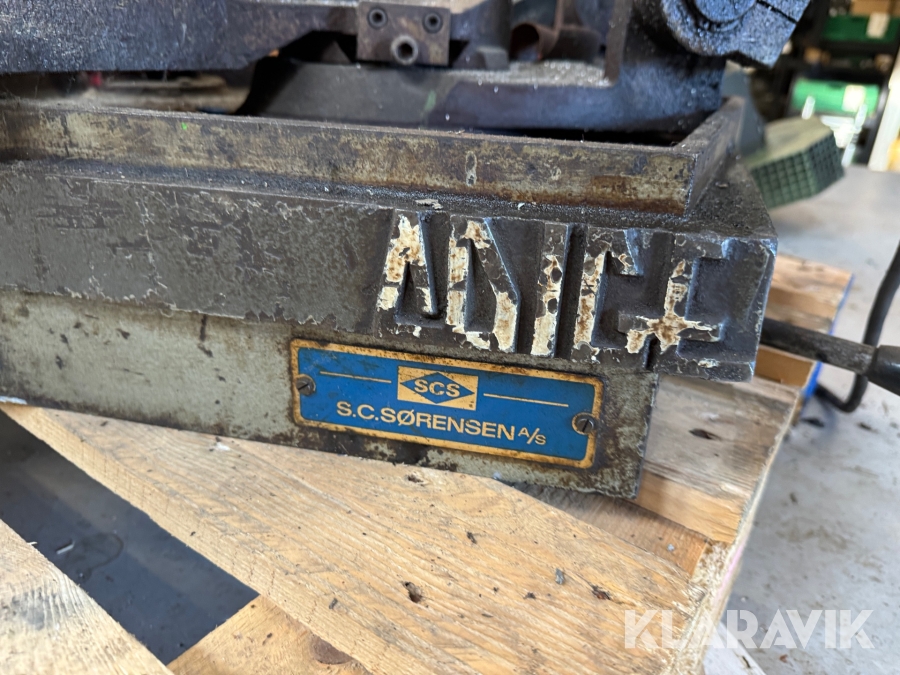 ADIGE
SCS
S.C.SØRENSEN A/S
KLARAVIK